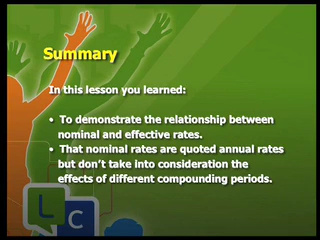 Summary
In this lesson you learned:
• To demonstrate the relationship between
nominal and effective rates.
• That nominal rates are quoted annual rates
but don't take into consideration the
effects of different compounding periods.
L C